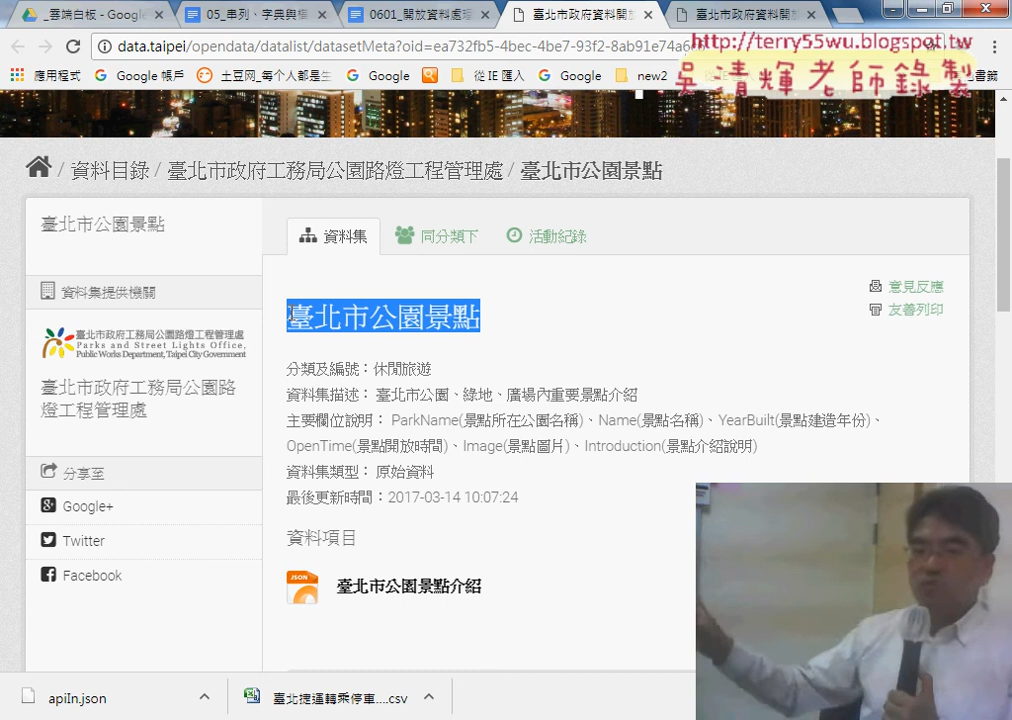 _雲端白板 - Google
05_串列、字典與
0601_開放資料處理
臺北市政府資料開
臺北市政府資料開
data.taipei/opendata/datalist/datasetMeta?oid=ea732fb5-4bec-4be7-93f2-8ab91e74a6
http://terry55wu.blogspot.tw
應用程式
Google 帳戶
土豆网_每个人都是生
Google
從 IE 匯入
Google
new2
吳清輝老師錄製
/ 資料目錄 / 臺北市政府工務局公園路燈工程管理處 / 臺北市公園景點
臺北市公園景點
資料集
同分類下
活動紀錄
資料集提供機關
意見反應
友善列印
臺北市公園景點
臺北市政府工務局公園路燈工程管理處
Parks and Street Lights Office,
Public Works Department, Taipei City Government
臺北市政府工務局公園路
燈工程管理處
分類及編號：休閒旅遊
資料集描述： 臺北市公園、綠地、廣場內重要景點介紹
主要欄位說明： ParkName(景點所在公園名稱)、Name(景點名稱)、YearBuilt(景點建造年份)、
OpenTime(景點開放時間)、Image(景點圖片)、Introduction(景點介紹說明)
資料集類型： 原始資料
最後更新時間：2017-03-14 10:07:24
分享至
Google+
Twitter
Facebook
資料項目
JSON
臺北市公園景點介紹
apiIn.json
臺北捷運轉乘停車....csv